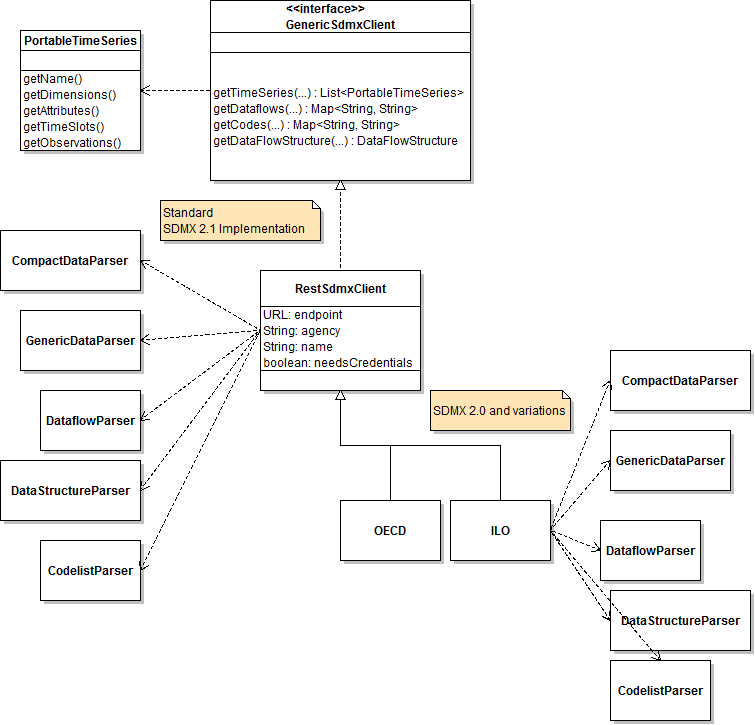 <<interface>>
GenericSdmxClient
getTimeSeries(...) : List<PortableTimeSeries>
getDataflows(...) : Map<String, String>
getCodes(...) : Map<String, String>
getDataFlowStructure(...) : DataFlowStructure
PortableTimeSeries
getName()
getDimensions()
getAttributes()
getTimeSlots()
getObservations()
Standard
SDMX 2.1 Implementation
CompactDataParser
GenericDataParser
DataflowParser
DataStructureParser
CodelistParser
RestSdmxClient
URL: endpoint
String: agency
String: name
boolean: needsCredentials
SDMX 2.0 and variations
OECD
ILO
CompactDataParser
GenericDataParser
DataflowParser
DataStructureParser
CodelistParser